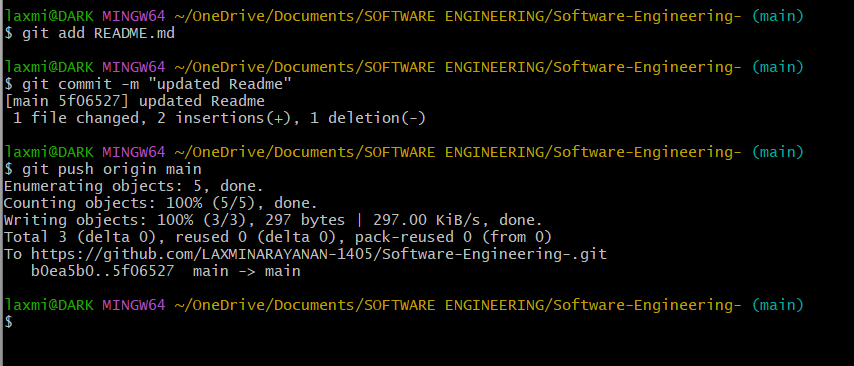 laxmi@DARK MINGW64 ~/OneDrive/Documents/SOFTWARE ENGINEERING/Software-Engineering- (main)
$ git add README.md
laxmi@DARK MINGW64 ~/OneDrive/Documents/SOFTWARE ENGINEERING/Software-Engineering- (main)
$ git commit -m "updated Readme"
[main 5f06527] updated Readme
 1 file changed, 2 insertions(+), 1 deletion(-)
laxmi@DARK MINGW64 ~/OneDrive/Documents/SOFTWARE ENGINEERING/Software-Engineering- (main)
$ git push origin main
Enumerating objects: 5, done.
Counting objects: 100% (5/5), done.
Writing objects: 100% (3/3), 297 bytes | 297.00 KiB/s, done.
Total 3 (delta 0), reused 0 (delta 0), pack-reused 0 (from 0)
To https://github.com/LAXMINARAYANAN-1405/Software-Engineering-.git
   b0ea5b0..5f06527  main -> main
laxmi@DARK MINGW64 ~/OneDrive/Documents/SOFTWARE ENGINEERING/Software-Engineering- (main)
$